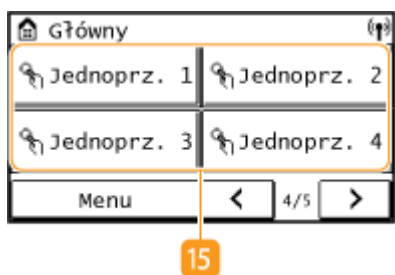 Główny
Jednoprz. 1 Jednoprz. 2
Jednoprz. 3 Jednoprz. 4
Menu < 4/5 >
15